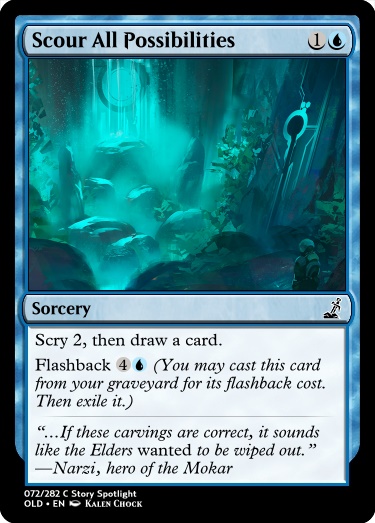 Scour All Possibilities 1
Sorcery
Scry 2, then draw a card.
Flashback 4 (You may cast this card
from your graveyard for its flashback cost.
Then exile it.)
“…If these carvings are correct, it sounds
like the Elders wanted to be wiped out.”
—Narzi, hero of the Mokar
072/282 C Story Spotlight
OLD • EN Kalen Chock